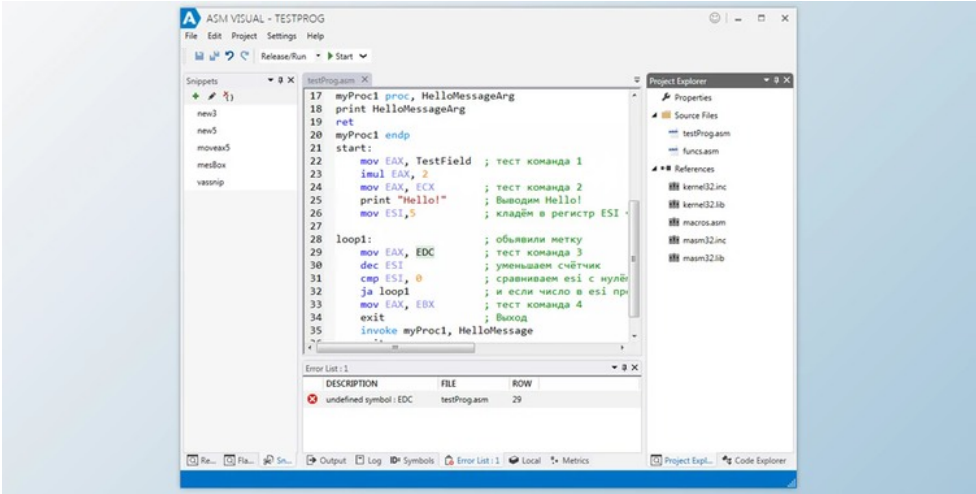 ASM VISUAL - TESTPROG
File Edit Project Settings Help
Release/Run Start
Snippets
new3
new5
moveax5
mesBox
vassnip
testProg.asm
17 myProc1 proc, HelloMessageArg
18 print HelloMessageArg
19 ret
20 myProc1 endp
21 start:
22 mov EAX, TestField ; тест команда 1
23 imul EAX, 2
24 mov EAX, ECX ; тест команда 2
25 print "Hello!" ; Выводим Hello!
26 mov ESI,5 ; кладём в регистр ESI
27
28 loop1: ; обьявили метку
29 mov EAX, EDC ; тест команда 3
30 dec ESI ; уменьшаем счётчик
31 cmp ESI, 0 ; сравниваем esi с нулём
32 ja loop1 ; и если число в esi
33 mov EAX, EBX ; тест команда 4
34 exit ; Выход
35 invoke myProc1, HelloMessage
Error List : 1
DESCRIPTION FILE ROW
undefined symbol : EDC testProg.asm 29
Project Explorer
Properties
Source Files
testProg.asm
funcs.asm
References
kernel32.inc
kernel32.lib
macros.asm
masm32.inc
masm32.lib
Re... Fla... Sn... Output Log ID Symbols Error List : 1 Local Metrics Project Expl... Code Explorer